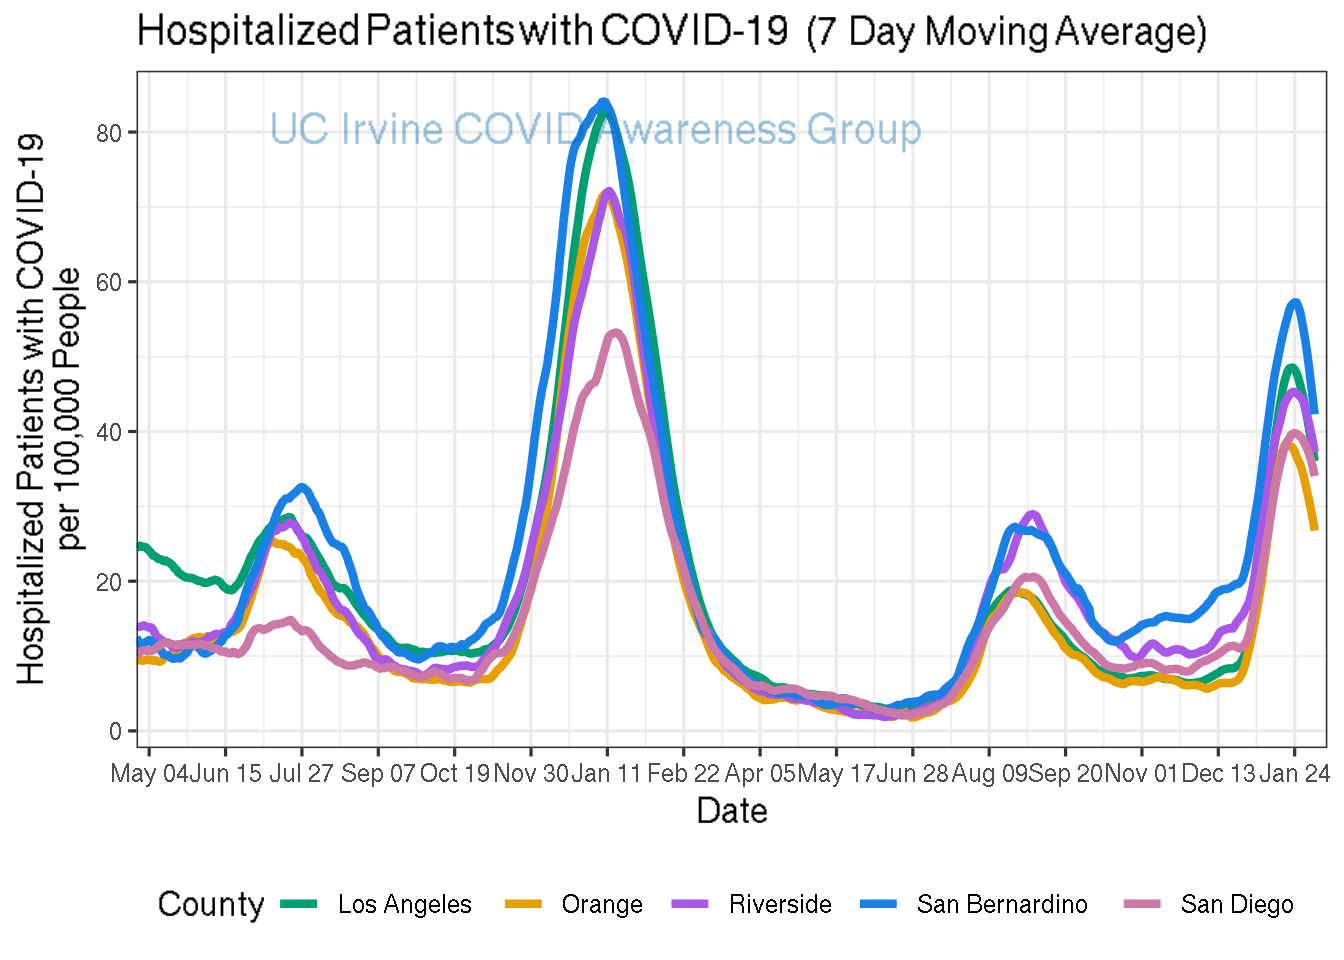 Hospitalized Patients with COVID-19 (7 Day Moving Average)
UC Irvine COVID Awareness Group
Hospitalized Patients with COVID-19
per 100,000 People
80
60
40
20
0
May 04 Jun 15 Jul 27 Sep 07 Oct 19 Nov 30 Jan 11 Feb 22 Apr 05 May 17 Jun 28 Aug 09 Sep 20 Nov 01 Dec 13 Jan 24
Date
County Los Angeles Orange Riverside San Bernardino San Diego